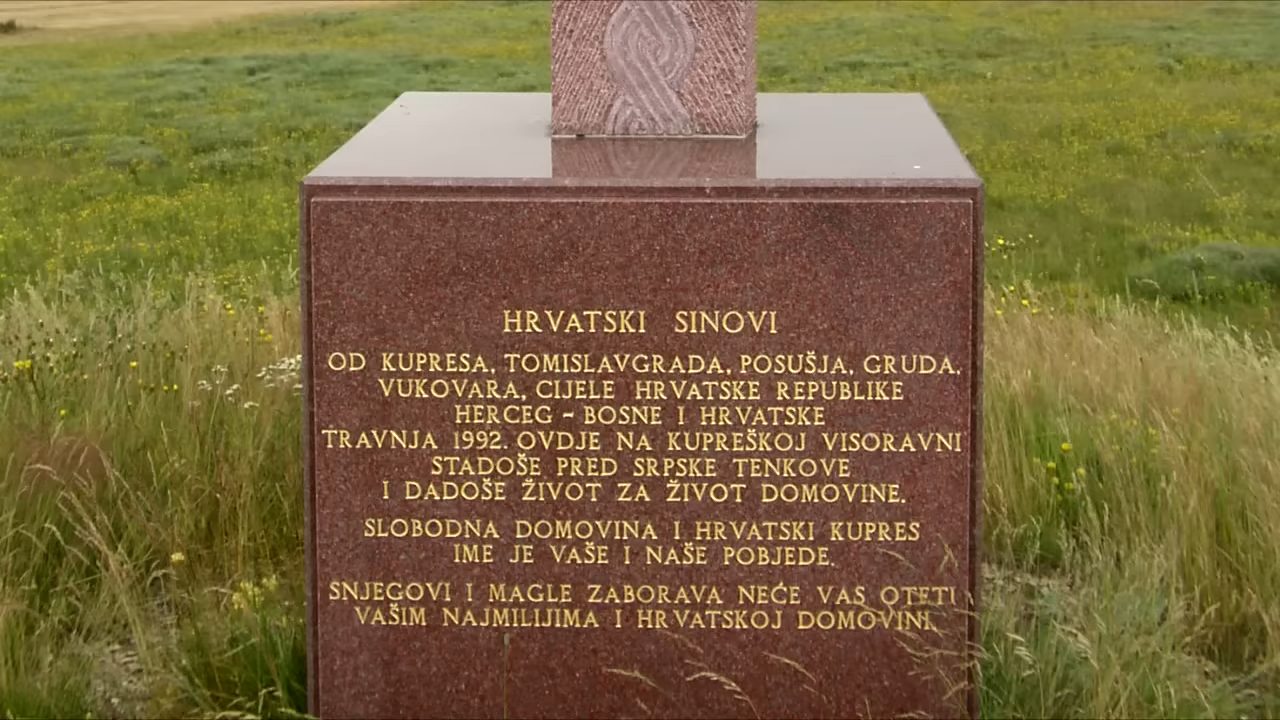 HRVATSKI SINOVI
OD KUPRESA, TOMISLAVGRADA, POSUŠJA, GRUDA,
VUKOVARA, CIJELE HRVATSKE REPUBLIKE
HERCEG - BOSNE I HRVATSKE
TRAVNJA 1992. OVDJE NA KUPREŠKOJ VISORAVNI
STADOŠE PRED SRPSKE TENKOVE
I DADOŠE ŽIVOT ZA ŽIVOT DOMOVINE.
SLOBODNA DOMOVINA I HRVATSKI KUPRES
IME JE VAŠE I NAŠE POBJEDE.
SNJEGOVI I MAGLE ZABORAVA NEĆE VAS OTETI
VAŠIM NAJMILIJIMA I HRVATSKOJ DOMOVINI.